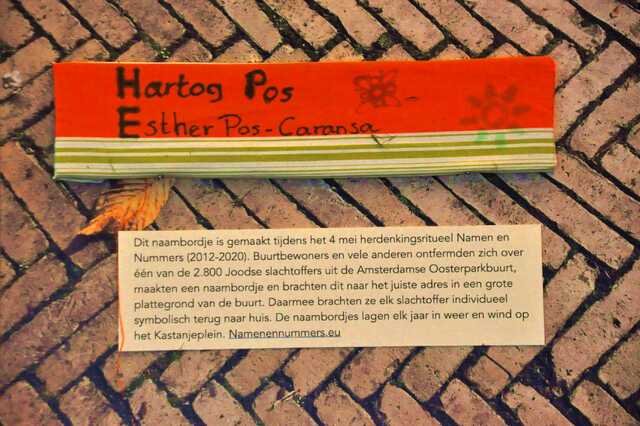 Hartog Pos
Esther Pos-Caransa
Dit naambordje is gemaakt tijdens het 4 mei herdenkingsritueel Namen en
Nummers (2012-2020). Buurtbewoners en vele anderen ontfermden zich over
één van de 2.800 Joodse slachtoffers uit de Amsterdamse Oosterparkbuurt,
maakten een naambordje en brachten dit naar het juiste adres in een grote
plattegrond van de buurt. Daarmee brachten ze elk slachtoffer individueel
symbolisch terug naar huis. De naambordjes lagen elk jaar in weer en wind op
het Kastanjeplein. Namenennummers.eu